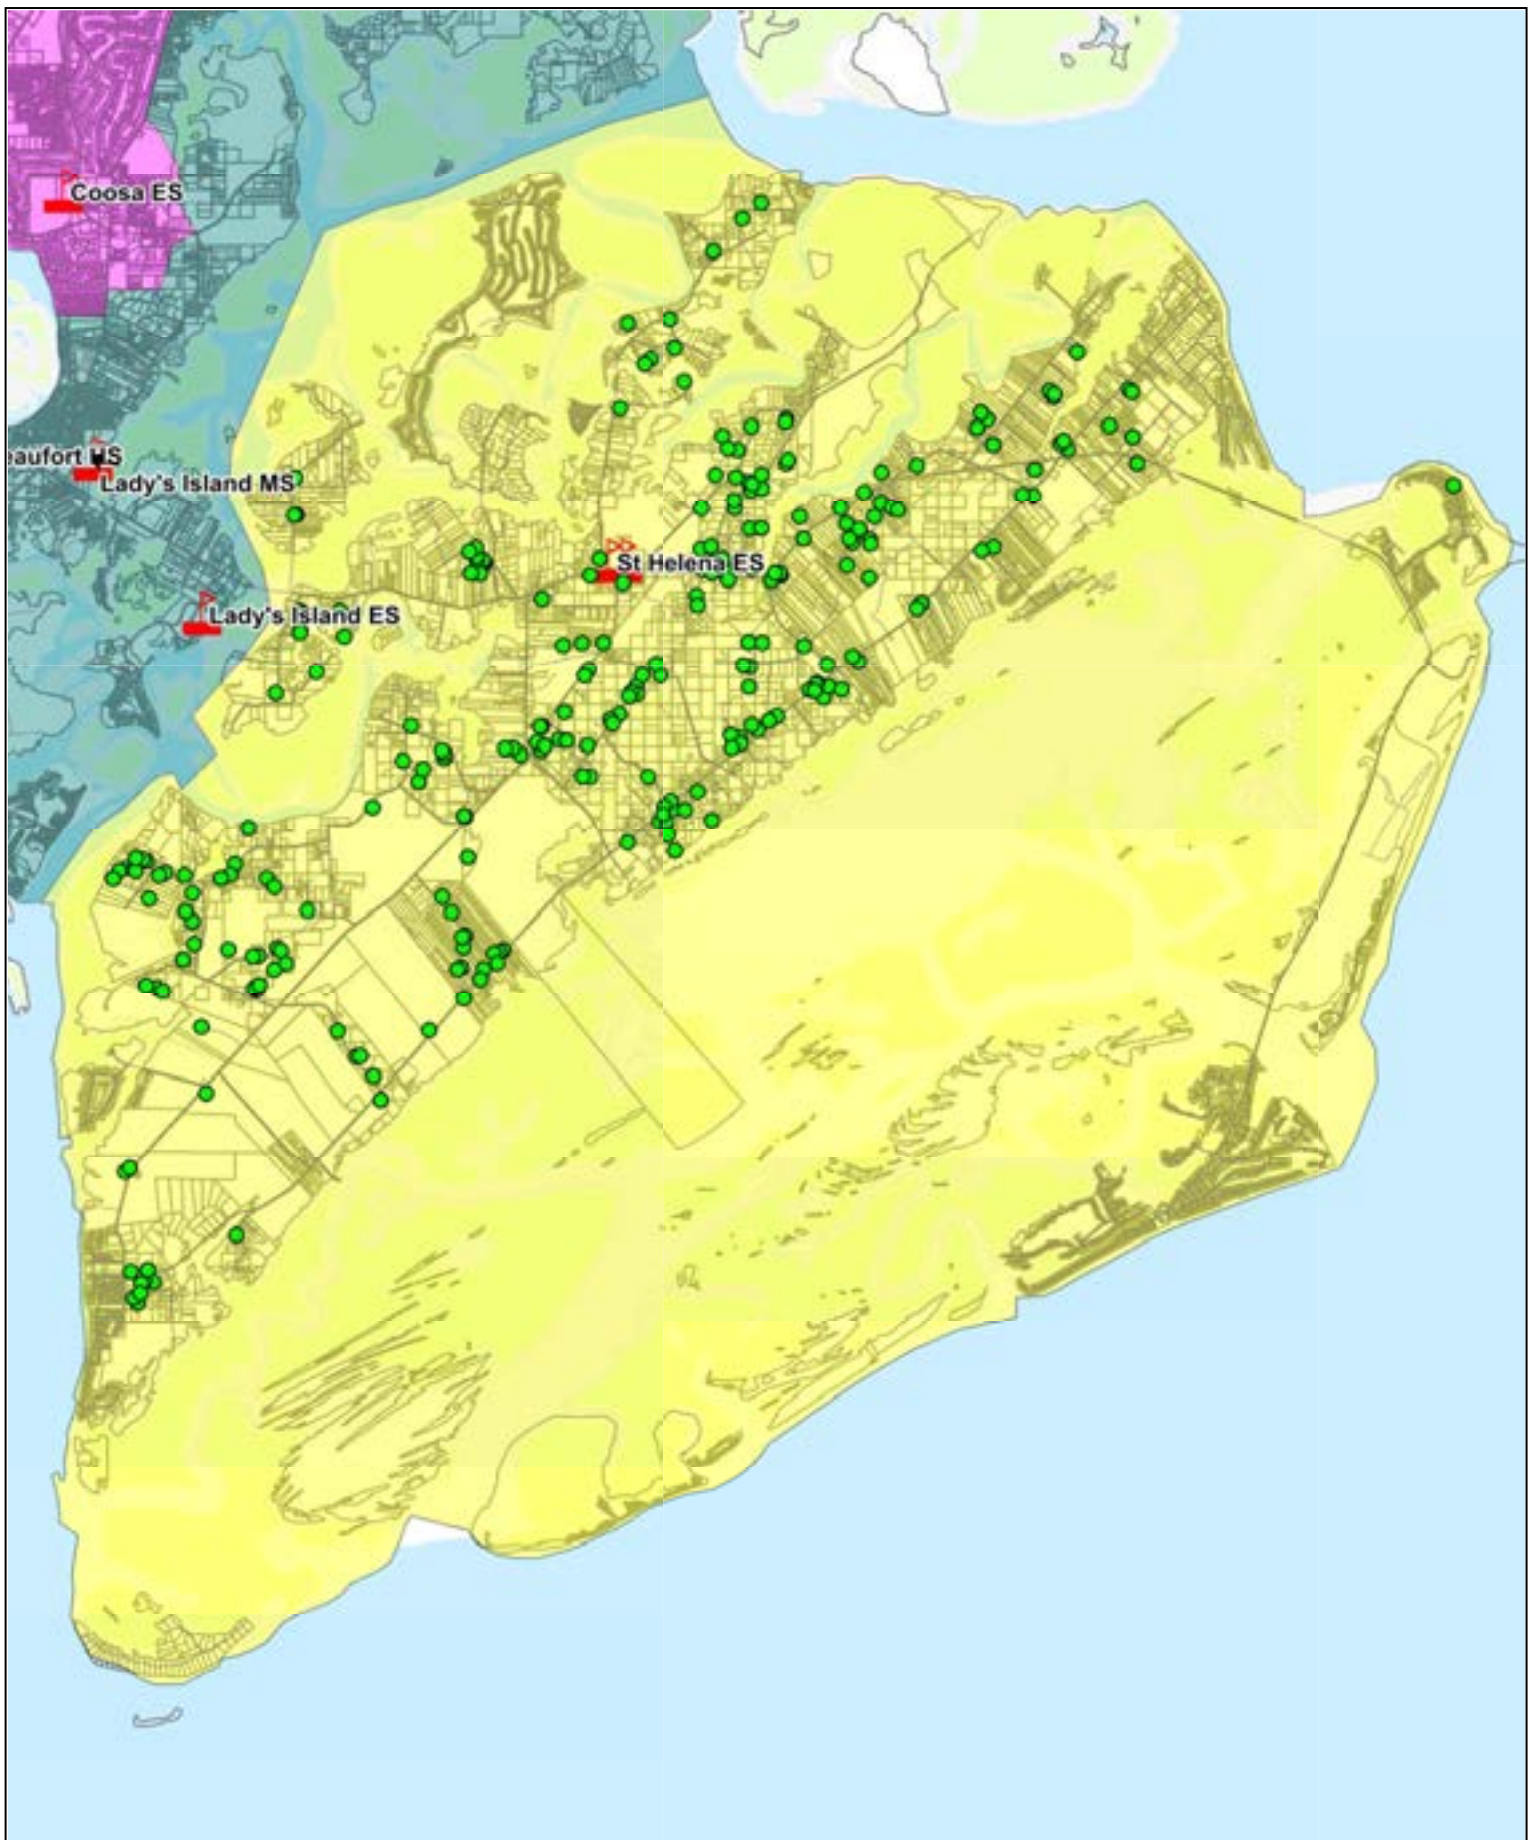 Coosa ES
eaufort HS
Lady's Island MS
St Helena ES
Lady's Island ES